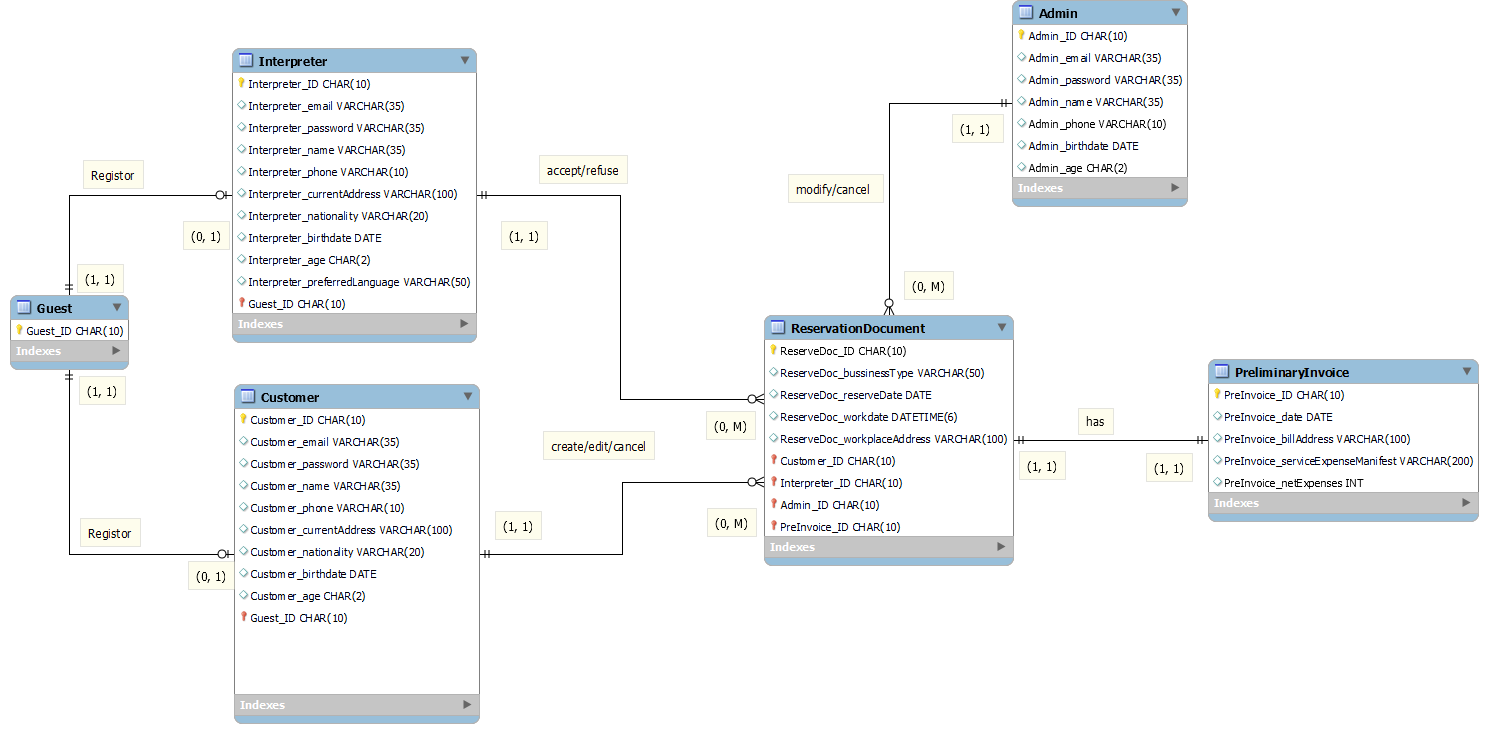 Admin
Admin_ID CHAR(10)
Admin_email VARCHAR(35)
Admin_password VARCHAR(35)
Admin_name VARCHAR(35)
Admin_phone VARCHAR(10)
Admin_birthdate DATE
Admin_age CHAR(2)
Indexes
(1, 1)
modify/cancel
(0, M)
Interpreter
Interpreter_ID CHAR(10)
Interpreter_email VARCHAR(35)
Interpreter_password VARCHAR(35)
Interpreter_name VARCHAR(35)
Interpreter_phone VARCHAR(10)
Interpreter_currentAddress VARCHAR(100)
Interpreter_nationality VARCHAR(20)
Interpreter_birthdate DATE
Interpreter_age CHAR(2)
Interpreter_preferredLanguage VARCHAR(50)
Guest_ID CHAR(10)
Indexes
Registor
(0, 1)
(1, 1)
accept/refuse
(1, 1)
(0, M)
Guest
Guest_ID CHAR(10)
Indexes
(1, 1)
Registor
(0, 1)
Customer
Customer_ID CHAR(10)
Customer_email VARCHAR(35)
Customer_password VARCHAR(35)
Customer_name VARCHAR(35)
Customer_phone VARCHAR(10)
Customer_currentAddress VARCHAR(100)
Customer_nationality VARCHAR(20)
Customer_birthdate DATE
Customer_age CHAR(2)
Guest_ID CHAR(10)
Indexes
create/edit/cancel
(1, 1)
(0, M)
ReservationDocument
ReserveDoc_ID CHAR(10)
ReserveDoc_bussinessType VARCHAR(50)
ReserveDoc_reserveDate DATE
ReserveDoc_workdate DATETIME(6)
ReserveDoc_workplaceAddress VARCHAR(100)
Customer_ID CHAR(10)
Interpreter_ID CHAR(10)
Admin_ID CHAR(10)
PreInvoice_ID CHAR(10)
Indexes
has
(1, 1)
(1, 1)
PreliminaryInvoice
PreInvoice_ID CHAR(10)
PreInvoice_date DATE
PreInvoice_billAddress VARCHAR(100)
PreInvoice_serviceExpenseManifest VARCHAR(200)
PreInvoice_netExpenses INT
Indexes